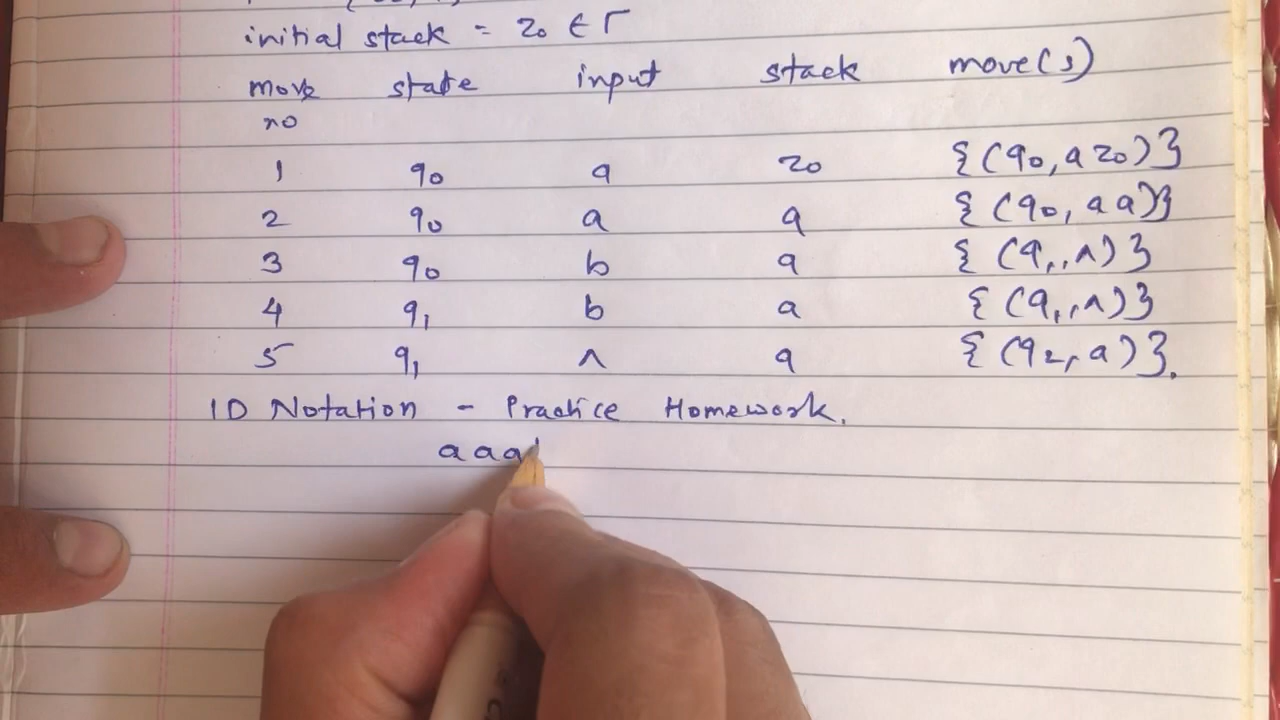 initial stack = z0 ∈ Γ
move state input stack move(s)
no
1 q0 a z0 {(q0, a z0)}
2 q0 a a {(q0, aa)}
3 q0 b a {(q1, ʌ)}
4 q1 b a {(q1, ʌ)}
5 q1 ʌ a {(q2, a)}.
ID Notation - Practice Homework.
aaa